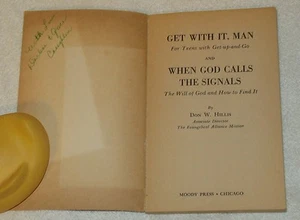 GET WITH IT, MAN
For Teens with Get-up-and-Go
AND
WHEN GOD CALLS
THE SIGNALS
The Will of God and How to Find It
By
DON W. HILLIS
Associate Director
The Evangelical Alliance Mission
MOODY PRESS • CHICAGO